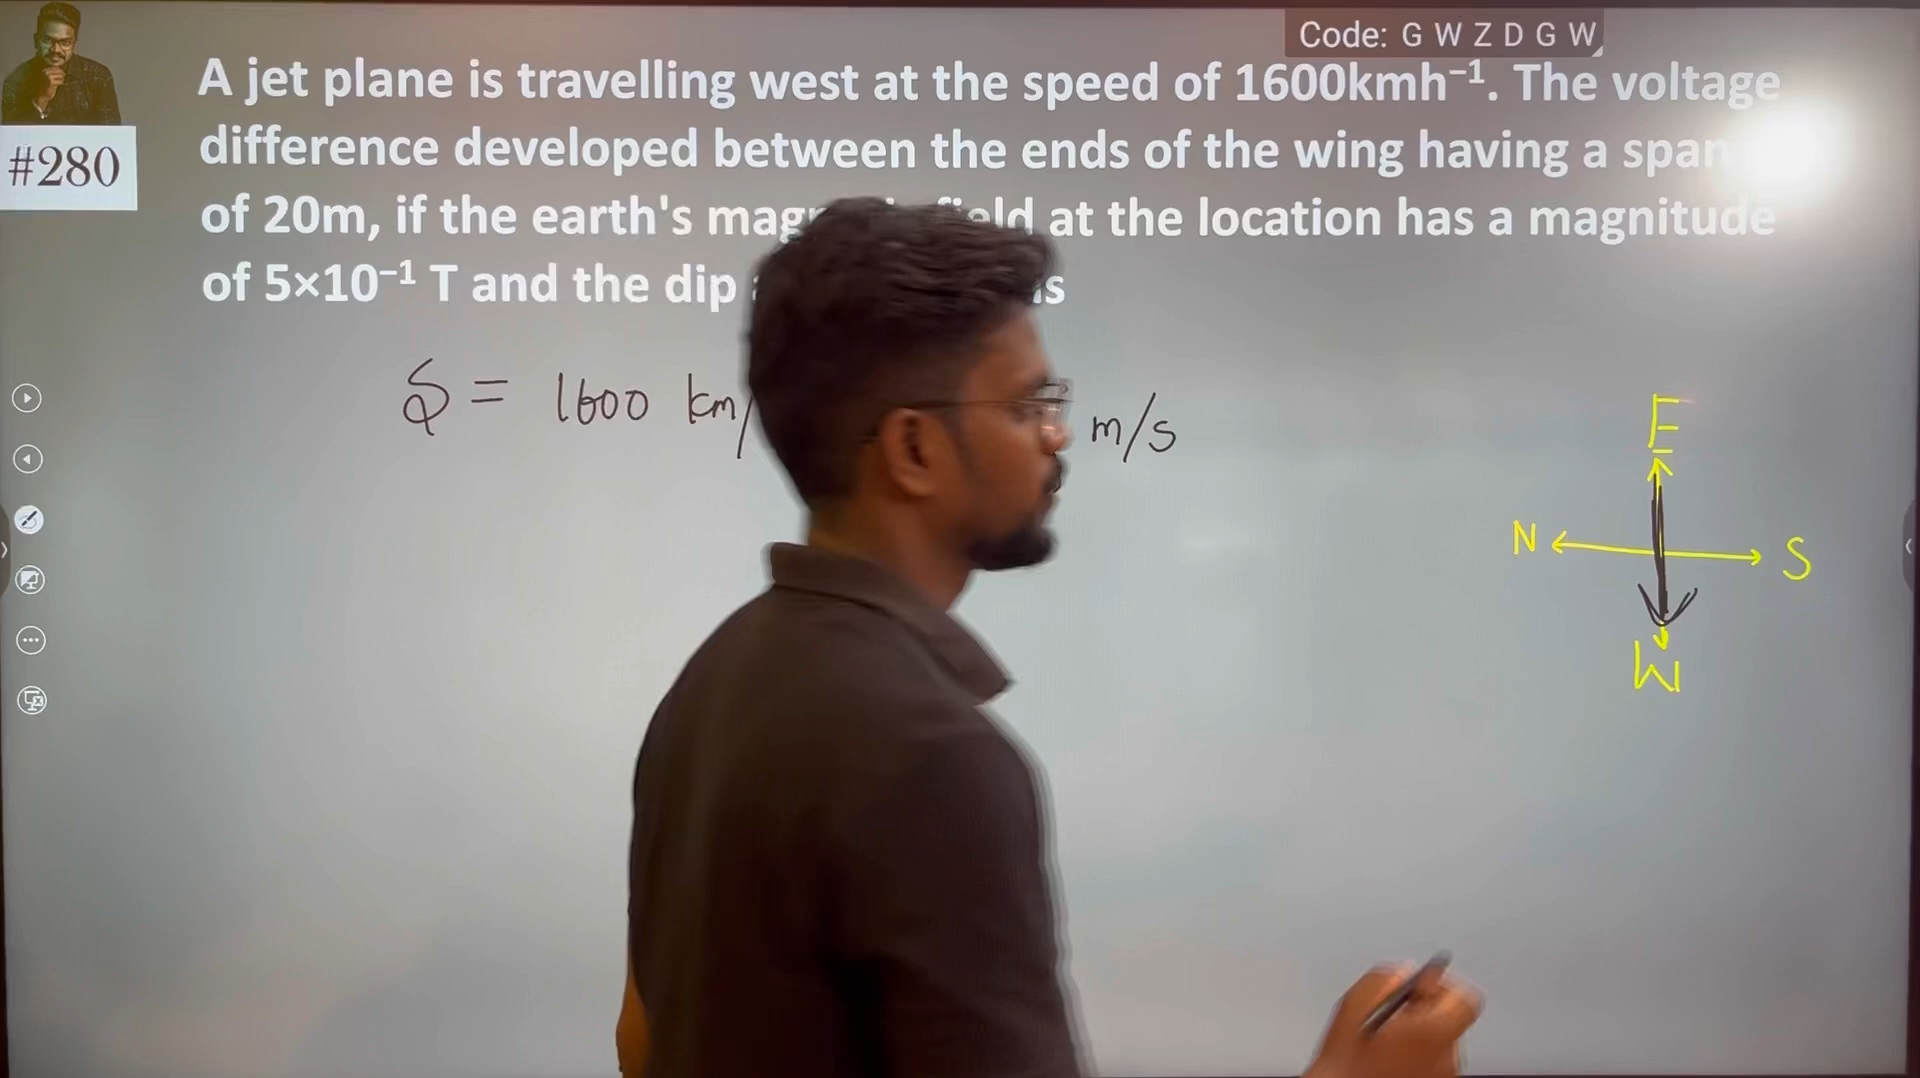 Code: G W Z D G W
A jet plane is travelling west at the speed of 1600kmh⁻¹. The voltage
#280
difference developed between the ends of the wing having a span
of 20m, if the earth's field at the location has a magnitude
of 5×10⁻¹ T and the dip is
S = 1600 km/ m/s
E
N S
W